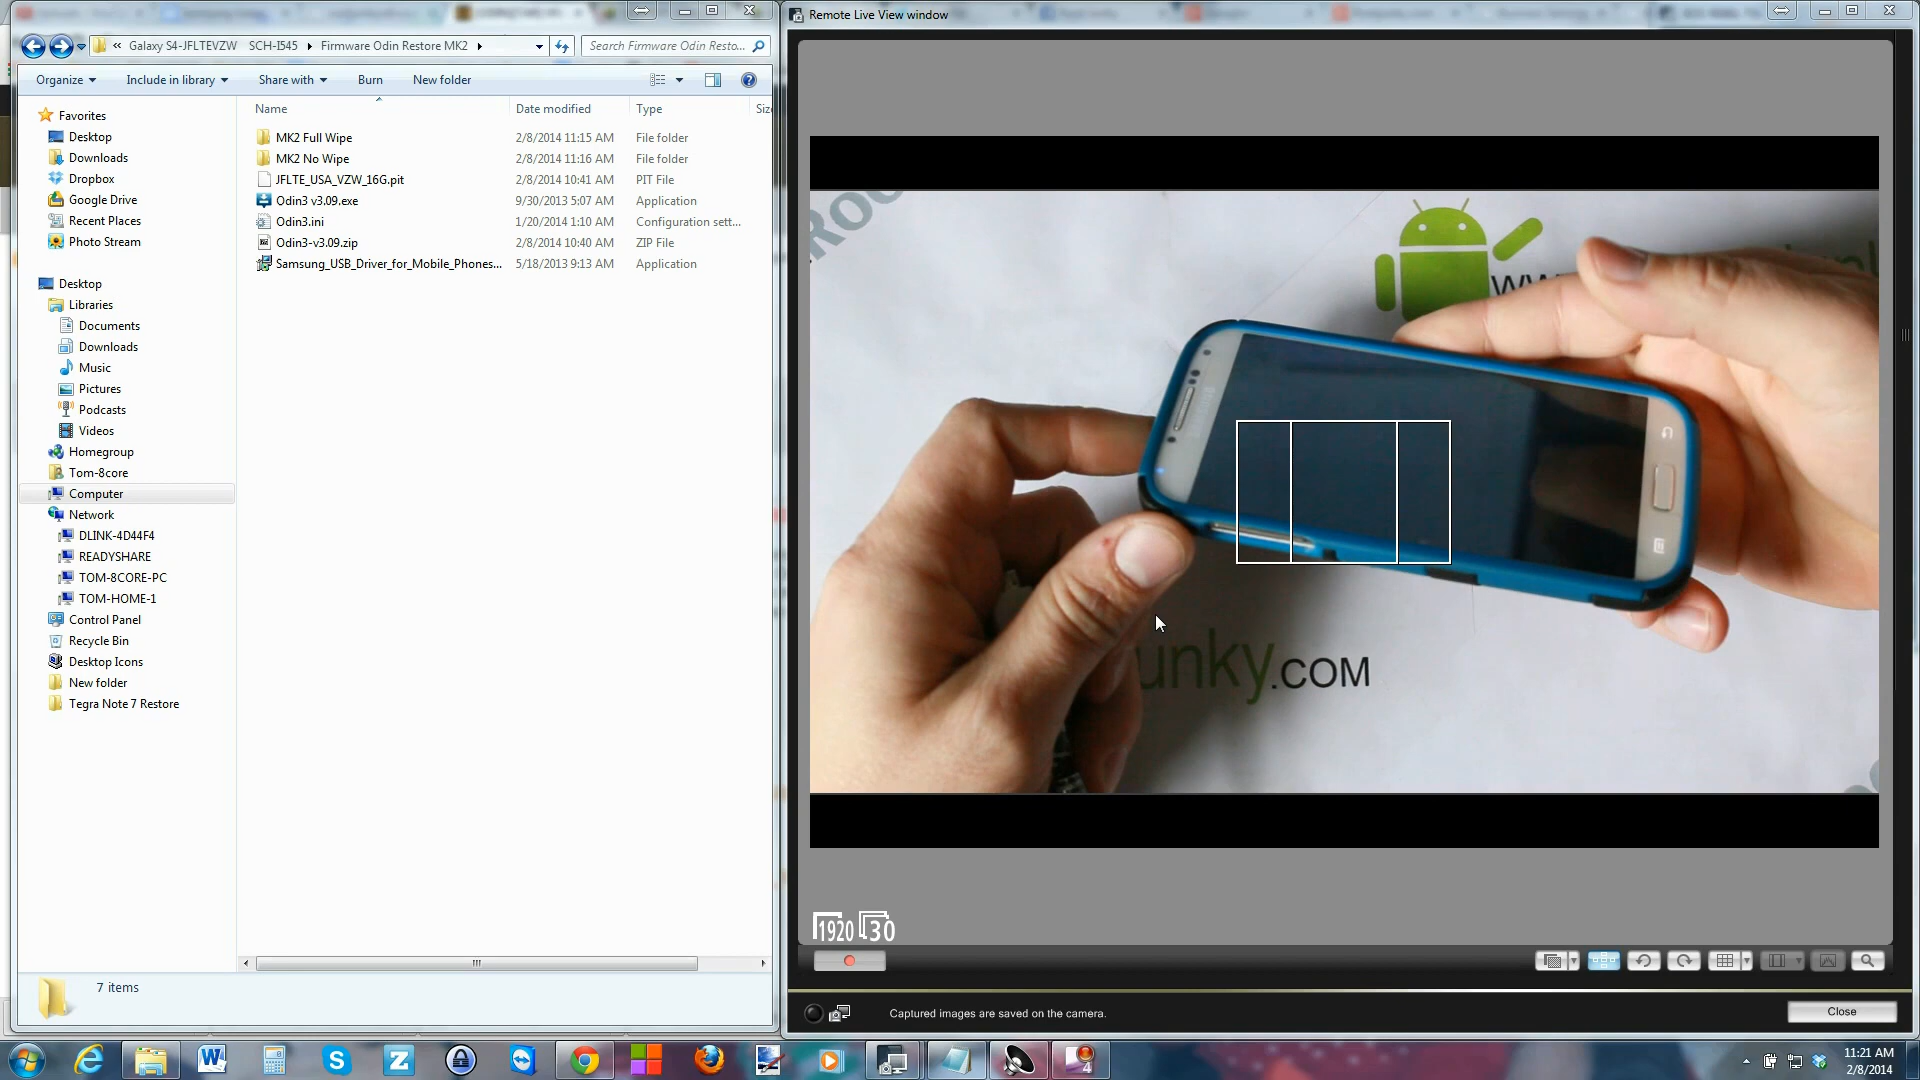 Remote Live View window
« Galaxy S4-JFLTEVZW SCH-I545 Firmware Odin Restore MK2
Search Firmware Odin Resto...
Organize Include in library Share with Burn New folder
Name Date modified Type Siz
Favorites
Desktop
Downloads
Dropbox
Google Drive
Recent Places
Photo Stream
Desktop
Libraries
Documents
Downloads
Music
Pictures
Podcasts
Videos
Homegroup
Tom-8core
Computer
Network
DLINK-4D44F4
READYSHARE
TOM-8CORE-PC
TOM-HOME-1
Control Panel
Recycle Bin
Desktop Icons
New folder
Tegra Note 7 Restore
MK2 Full Wipe 2/8/2014 11:15 AM File folder
MK2 No Wipe 2/8/2014 11:16 AM File folder
JFLTE_USA_VZW_16G.pit 2/8/2014 10:41 AM PIT File
Odin3 v3.09.exe 9/30/2013 5:07 AM Application
Odin3.ini 1/20/2014 1:10 AM Configuration sett...
Odin3-v3.09.zip 2/8/2014 10:40 AM ZIP File
Samsung_USB_Driver_for_Mobile_Phones... 5/18/2013 9:13 AM Application
7 items
unky.COM
1920 30
Captured images are saved on the camera.
Close
11:21 AM
2/8/2014